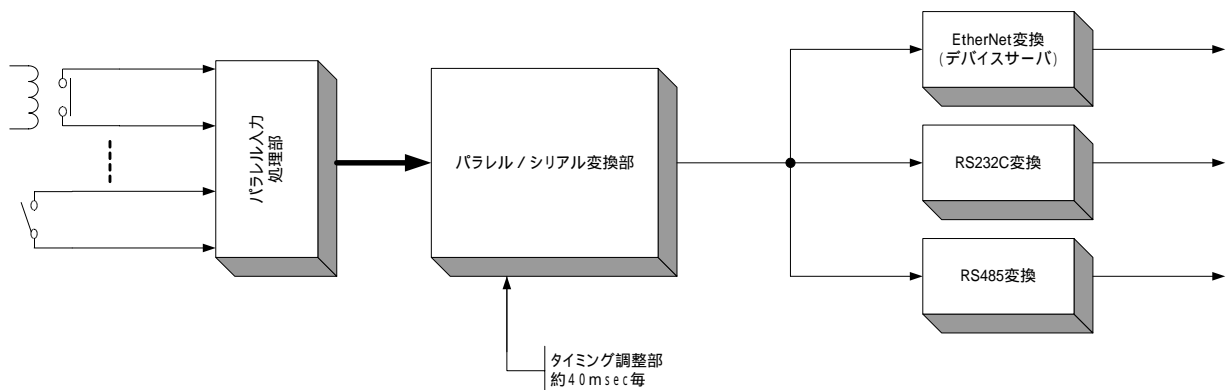 パラレル入力
処理部
パラレル / シリアル変換部
タイミング調整部
約40msec毎
EtherNet変換
(デバイスサーバ)
RS232C変換
RS485変換